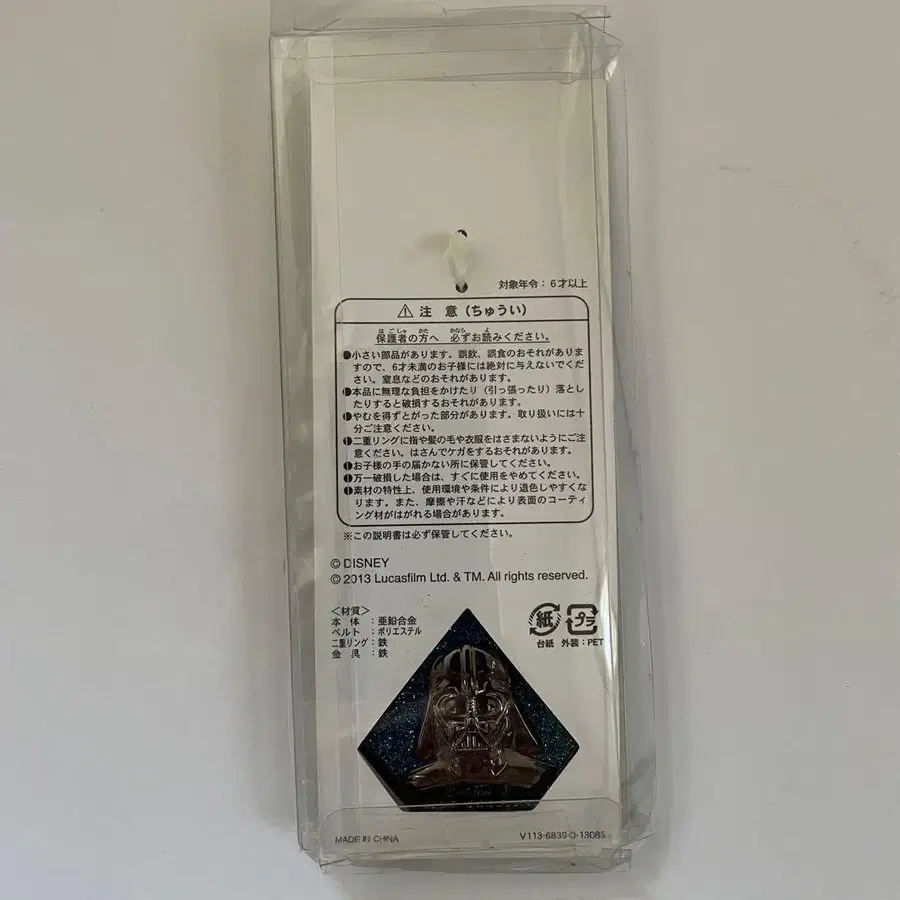 対象年令：6才以上
⚠注 意（ちゅうい）
保護者の方へ 必ずお読みください。
●小さい部品があります。誤飲、誤食のおそれがありま
すので、6才未満のお子様には絶対に与えないでくだ
さい。窒息などのおそれがあります。
●本品に無理な負担をかけたり（引っ張ったり）落とし
たりすると破損するおそれがあります。
●やむを得ずとがった部分があります。取り扱いには十
分ご注意ください。
●二重リングに指や髪の毛や衣服をはさまないようにご注
意ください。はさんでケガをするおそれがあります。
●お子様の手の届かない所に保管してください。
●万一破損した場合は、すぐに使用をやめてください。
●素材の特性上、使用環境や条件により退色しやすくな
ります。また、摩擦や汗などにより表面のコーティ
ング材がはがれる場合があります。
※この説明書は必ず保管してください。
© DISNEY
© 2013 Lucasfilm Ltd. & TM. All rights reserved.
＜材質＞
本 体 ：亜鉛合金
ベルト ：ポリエステル
二重リング：鉄
金 具 ：鉄
紙 プラ
台紙 外装：PET
MADE IN CHINA
V113-6839-0-13085